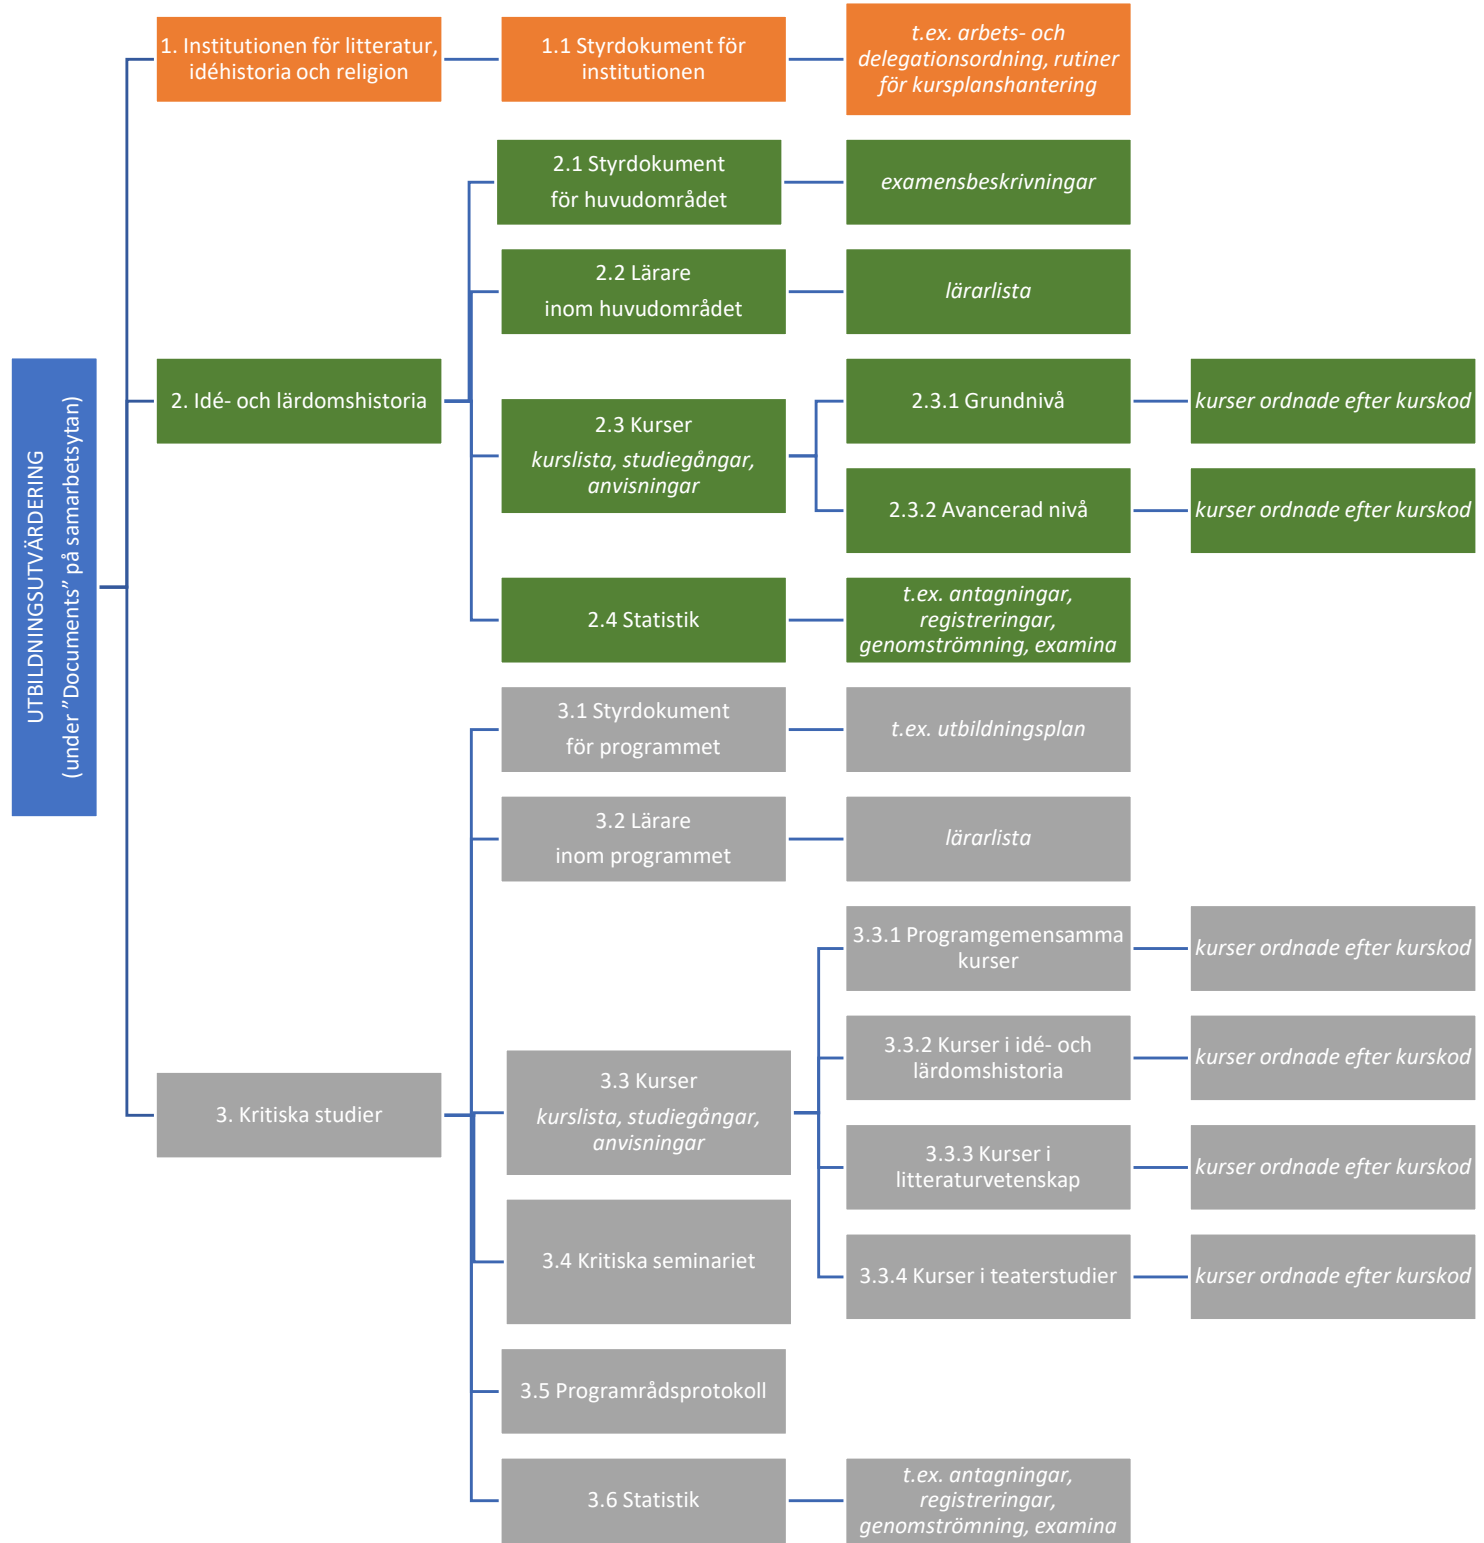 UTBILDNINGSUTVÄRDERING
(under ”Documents” på samarbetsytan)
1. Institutionen för litteratur,
idéhistoria och religion
1.1 Styrdokument för
institutionen
t.ex. arbets- och
delegationsordning, rutiner
för kursplanshantering
2. Idé- och lärdomshistoria
2.1 Styrdokument
för huvudområdet
examensbeskrivningar
2.2 Lärare
inom huvudområdet
lärarlista
2.3 Kurser
kurslista, studiegångar,
anvisningar
2.3.1 Grundnivå
kurser ordnade efter kurskod
2.3.2 Avancerad nivå
kurser ordnade efter kurskod
2.4 Statistik
t.ex. antagningar,
registreringar,
genomströmning, examina
3. Kritiska studier
3.1 Styrdokument
för programmet
t.ex. utbildningsplan
3.2 Lärare
inom programmet
lärarlista
3.3 Kurser
kurslista, studiegångar,
anvisningar
3.3.1 Programgemensamma
kurser
kurser ordnade efter kurskod
3.3.2 Kurser i idé- och
lärdomshistoria
kurser ordnade efter kurskod
3.3.3 Kurser i
litteraturvetenskap
kurser ordnade efter kurskod
3.3.4 Kurser i teaterstudier
kurser ordnade efter kurskod
3.4 Kritiska seminariet
3.5 Programrådsprotokoll
3.6 Statistik
t.ex. antagningar,
registreringar,
genomströmning, examina